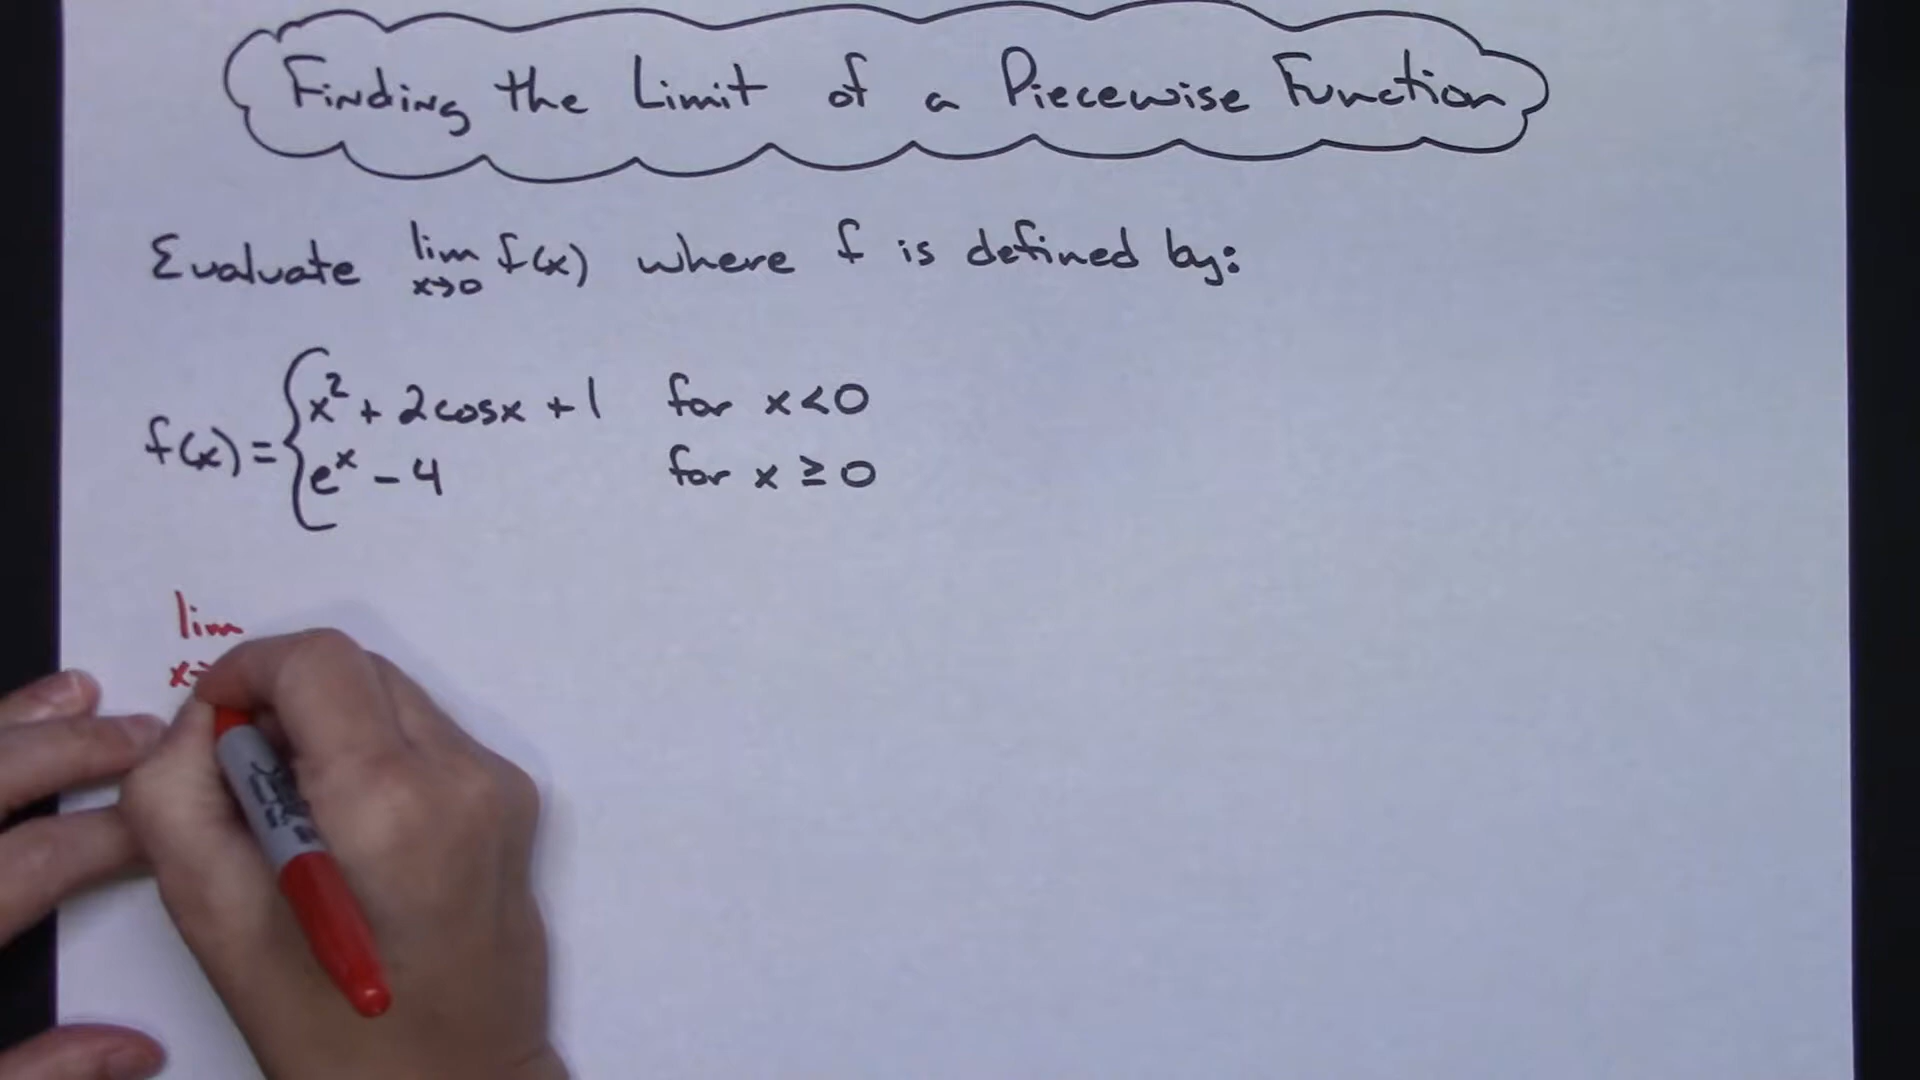 Finding the Limit of a Piecewise Function
Evaluate lim x→0 f(x) where f is defined by:
f(x) = { x² + 2cosx + 1 for x<0
e^x - 4 for x ≥ 0
lim
x→